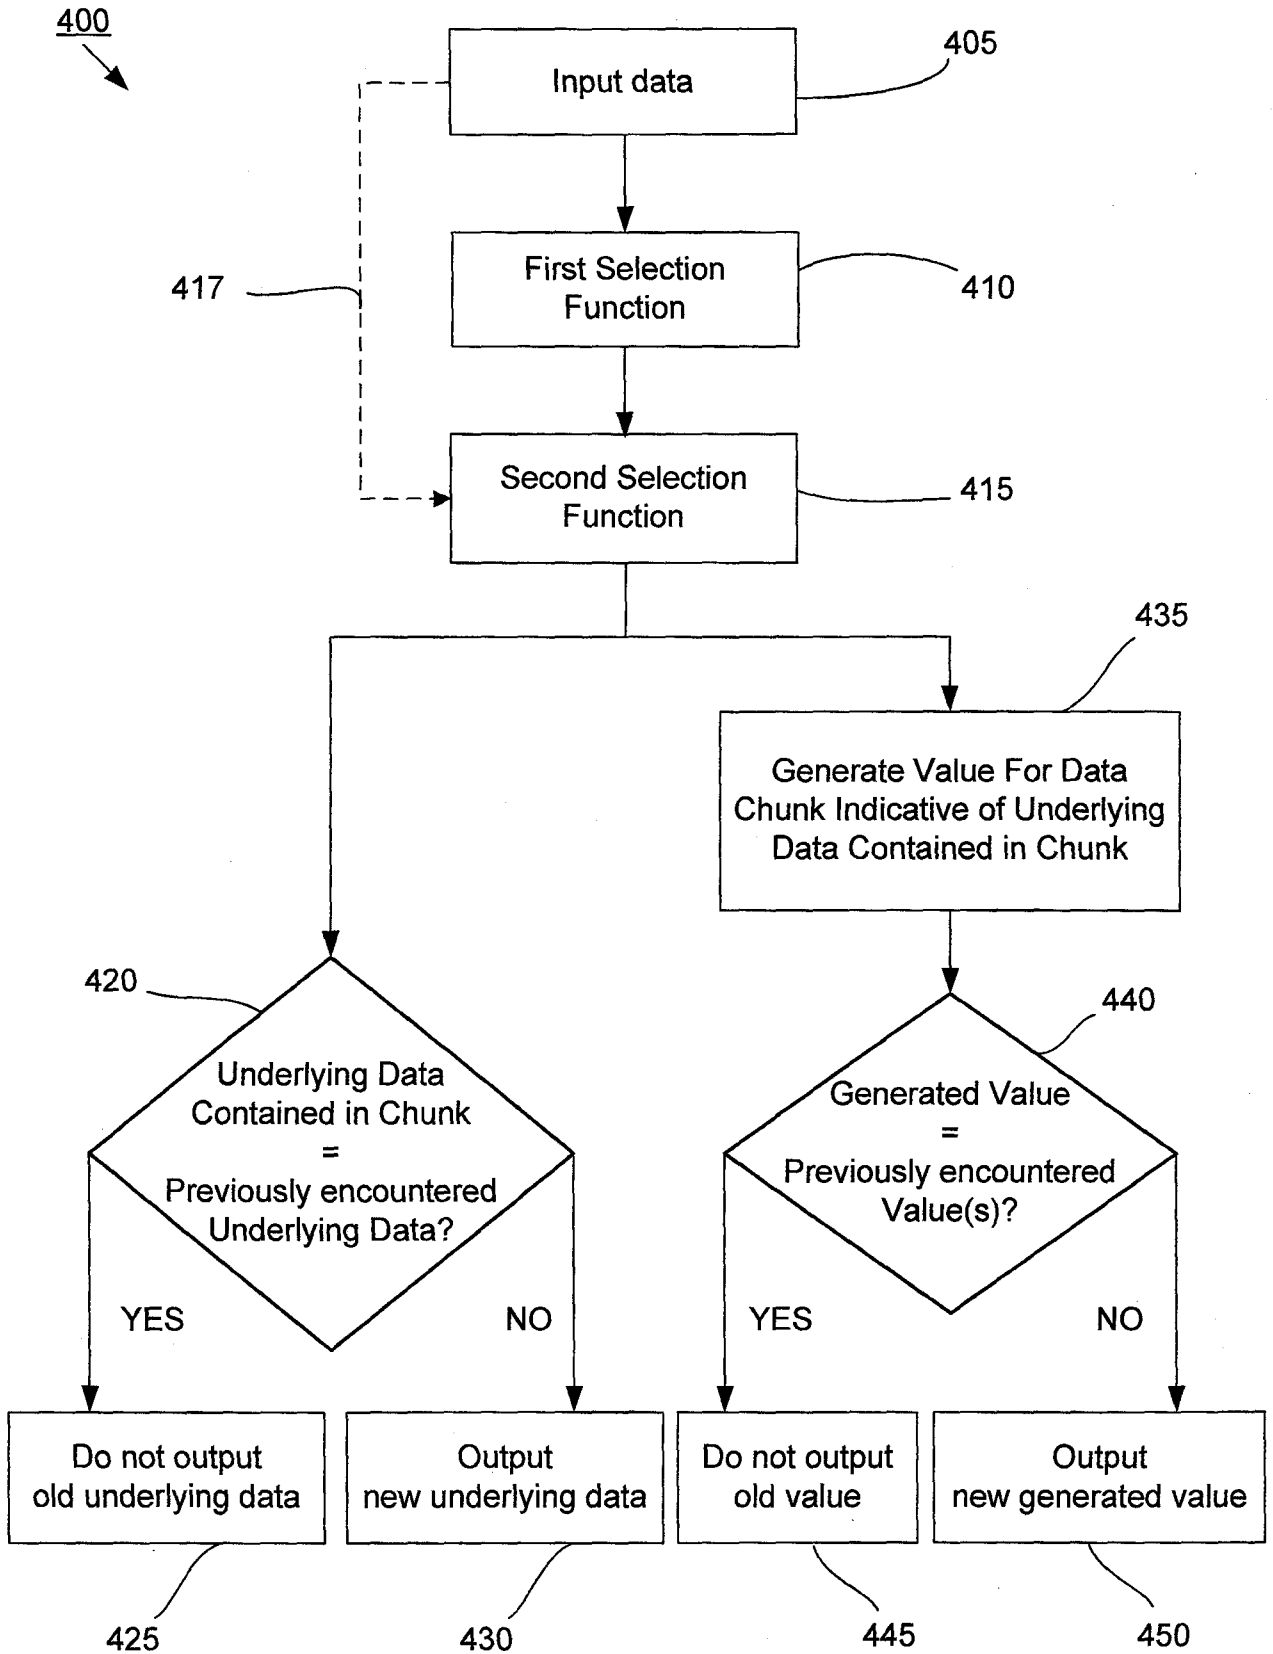 400
405
Input data
First Selection
Function
417
410
Second Selection
Function
415
435
Generate Value For Data
Chunk Indicative of Underlying
Data Contained in Chunk
420
440
Underlying Data
Contained in Chunk
=
Previously encountered
Underlying Data?
Generated Value
=
Previously encountered
Value(s)?
YES
NO
YES
NO
Do not output
old underlying data
Output
new underlying data
Do not output
old value
Output
new generated value
425
430
445
450